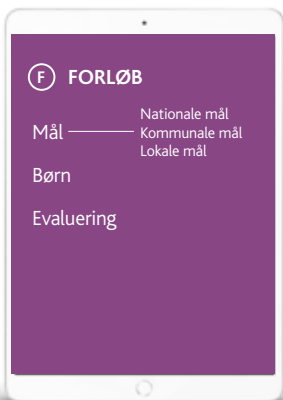 F FORLØB
Nationale mål
Mål Kommunale mål
Lokale mål
Børn
Evaluering